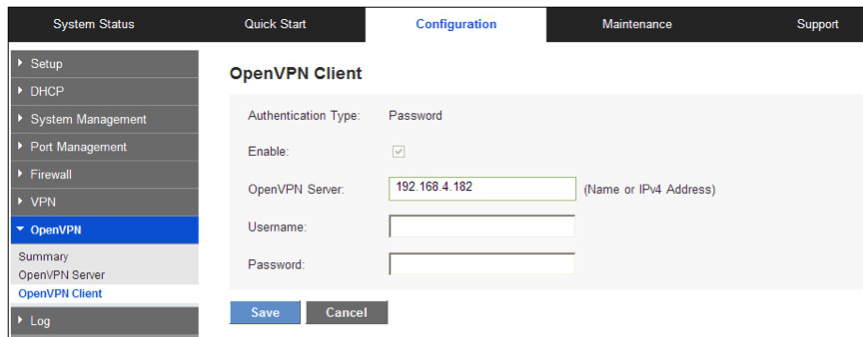 System Status Quick Start Configuration Maintenance Support
Setup
DHCP
System Management
Port Management
Firewall
VPN
OpenVPN
Summary
OpenVPN Server
OpenVPN Client
Log
OpenVPN Client
Authentication Type: Password
Enable:
OpenVPN Server: 192.168.4.182 (Name or IPv4 Address)
Username:
Password:
Save Cancel